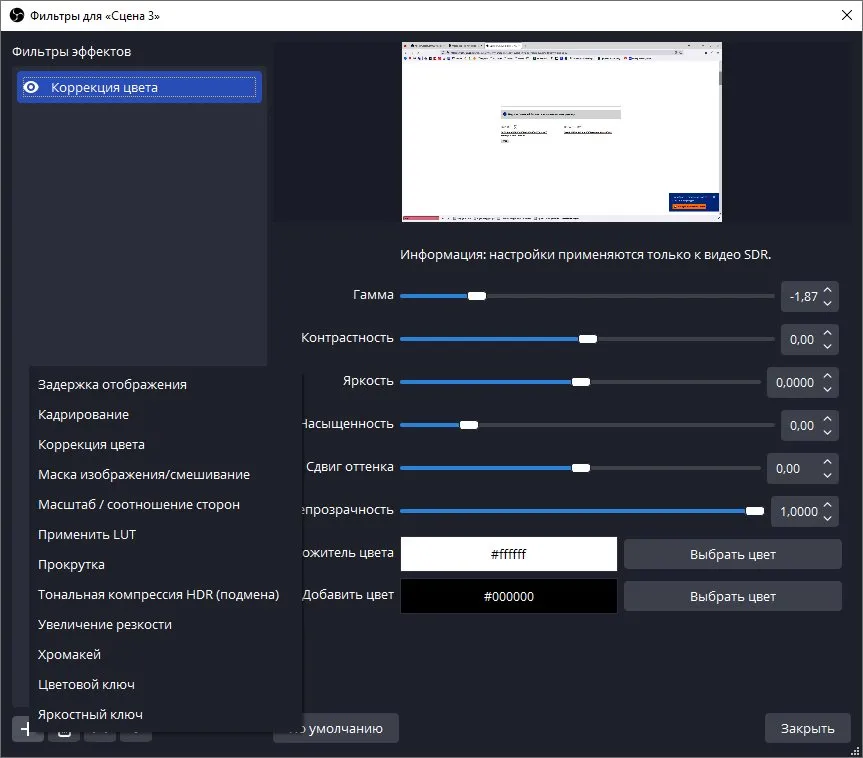 Фильтры для «Сцена 3»
Фильтры эффектов
Коррекция цвета
Информация: настройки применяются только к видео SDR.
Гамма -1,87
Контрастность 0,00
Яркость 0,0000
Насыщенность 0,00
Сдвиг оттенка 0,00
епрозрачность 1,0000
ожитель цвета #ffffff Выбрать цвет
Добавить цвет #000000 Выбрать цвет
Задержка отображения
Кадрирование
Коррекция цвета
Маска изображения/смешивание
Масштаб / соотношение сторон
Применить LUT
Прокрутка
Тональная компрессия HDR (подмена)
Увеличение резкости
Хромакей
Цветовой ключ
Яркостный ключ
умолчанию
Закрыть